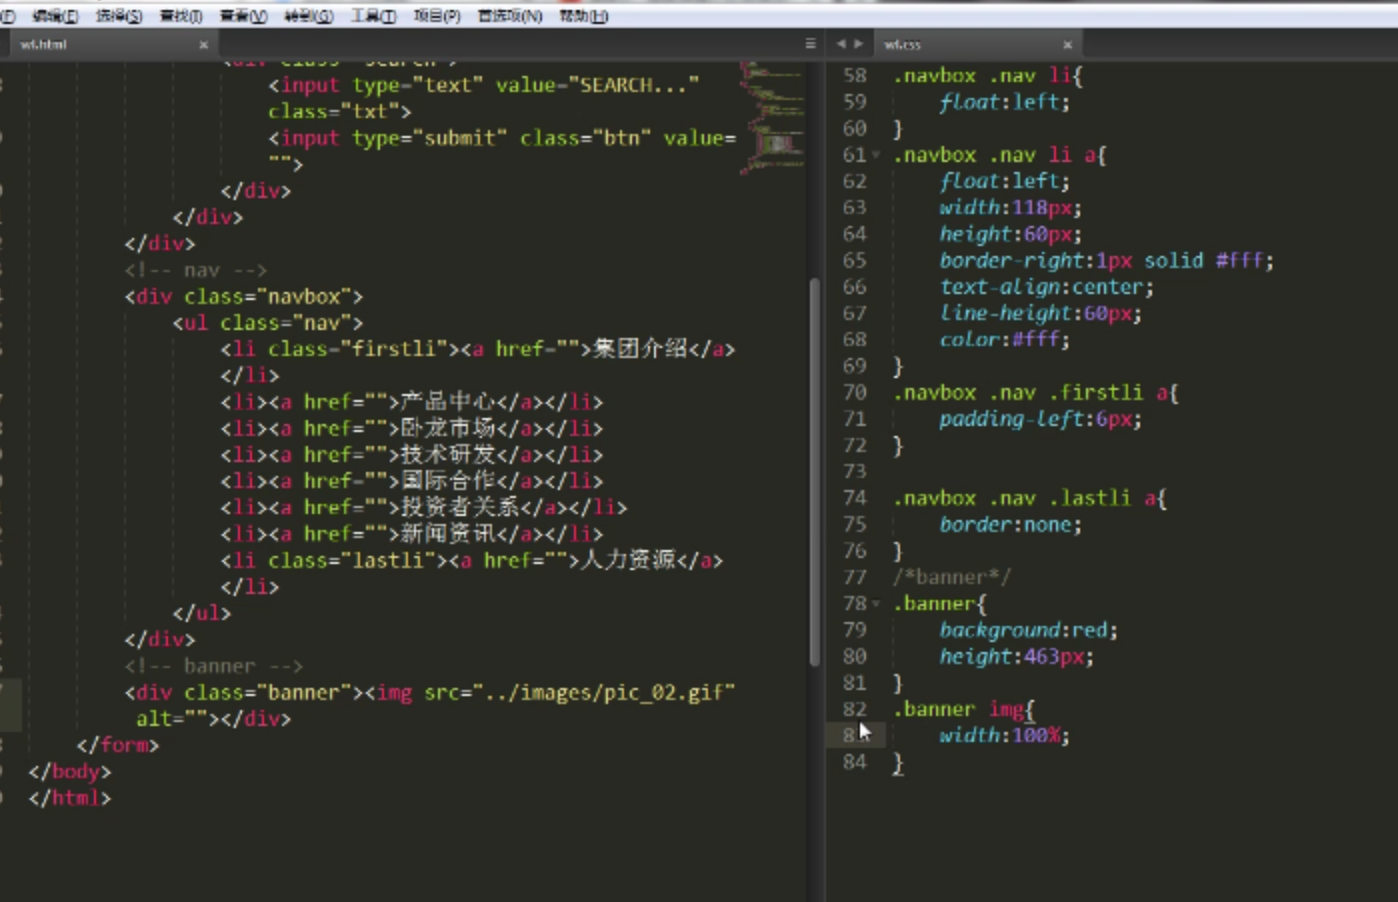 编辑(E) 选择(S) 查找(I) 查看(V) 转到(G) 工具(T) 项目(P) 首选项(N) 帮助(H)
wl.html ×
<input type="text" value="SEARCH..."
class="txt">
<input type="submit" class="btn" value=
"">
</div>
</div>
</div>
<!-- nav -->
<div class="navbox">
<ul class="nav">
<li class="firstli"><a href="">集团介绍</a>
</li>
<li><a href="">产品中心</a></li>
<li><a href="">卧龙市场</a></li>
<li><a href="">技术研发</a></li>
<li><a href="">国际合作</a></li>
<li><a href="">投资者关系</a></li>
<li><a href="">新闻资讯</a></li>
<li class="lastli"><a href="">人力资源</a>
</li>
</ul>
</div>
<!-- banner -->
<div class="banner"><img src="../images/pic_02.gif"
alt=""></div>
</form>
</body>
</html>
wl.css ×
58 .navbox .nav li{
59 float:left;
60 }
61 .navbox .nav li a{
62 float:left;
63 width:118px;
64 height:60px;
65 border-right:1px solid #fff;
66 text-align:center;
67 line-height:60px;
68 color:#fff;
69 }
70 .navbox .nav .firstli a{
71 padding-left:6px;
72 }
73
74 .navbox .nav .lastli a{
75 border:none;
76 }
77 /*banner*/
78 .banner{
79 background:red;
80 height:463px;
81 }
82 .banner img{
width:100%;
84 }